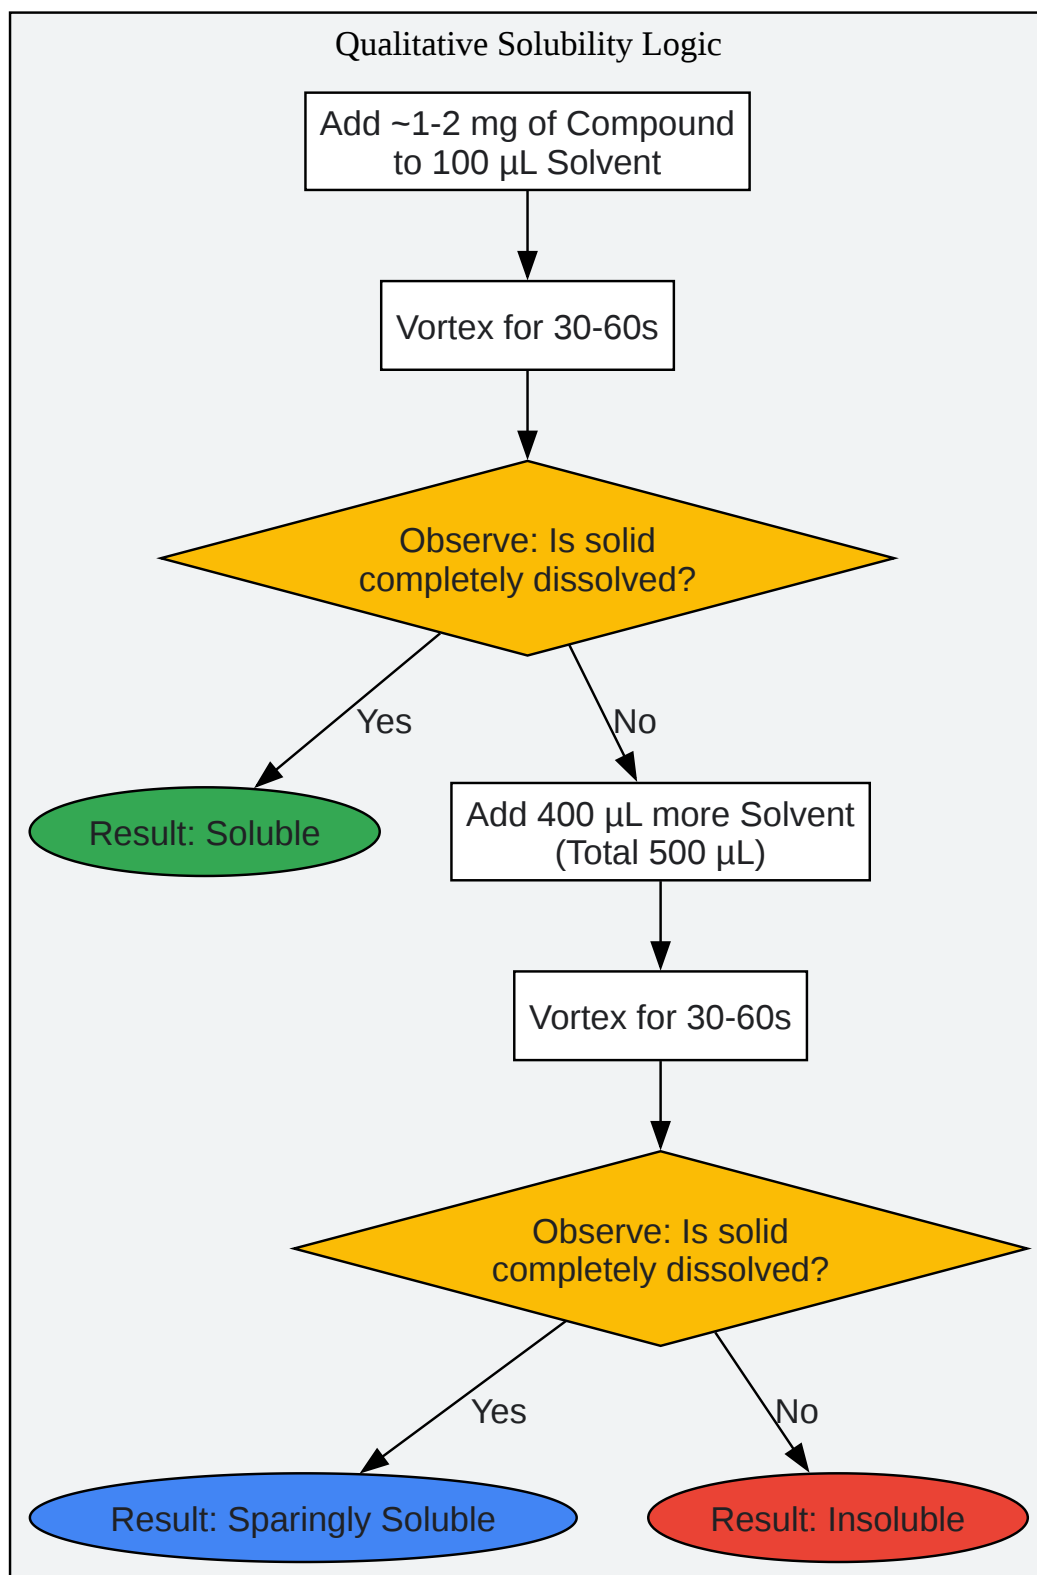 Qualitative Solubility Logic
Add ~1-2 mg of Compound
to 100 µL Solvent
Vortex for 30-60s
Observe: Is solid
completely dissolved?
Yes
No
Result: Soluble
Add 400 µL more Solvent
(Total 500 µL)
Vortex for 30-60s
Observe: Is solid
completely dissolved?
Yes
No
Result: Sparingly Soluble
Result: Insoluble